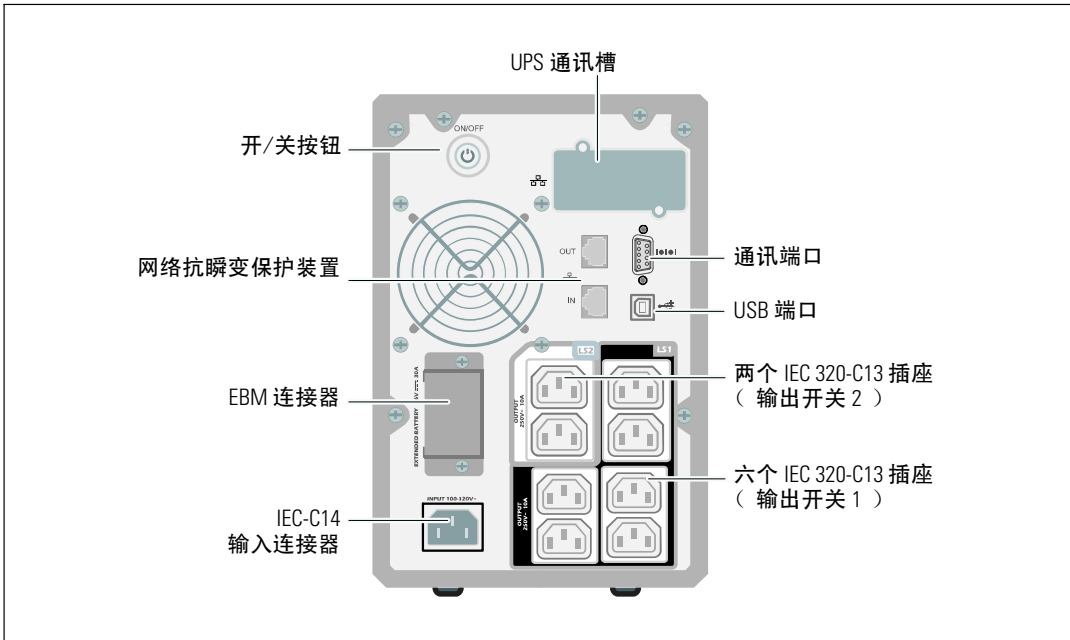 UPS 通讯槽
ON/OFF
开/关按钮
OUT
通讯端口
网络抗瞬变保护装置
IN
USB 端口
LS2
LS1
两个 IEC 320-C13 插座
（ 输出开关 2 ）
OUTPUT
250V~ 10A
EBM 连接器
EXTENDED BATTERY
V⎓ 30A
六个 IEC 320-C13 插座
（ 输出开关 1 ）
OUTPUT
250V~ 10A
INPUT 100-120V~
IEC-C14
输入连接器